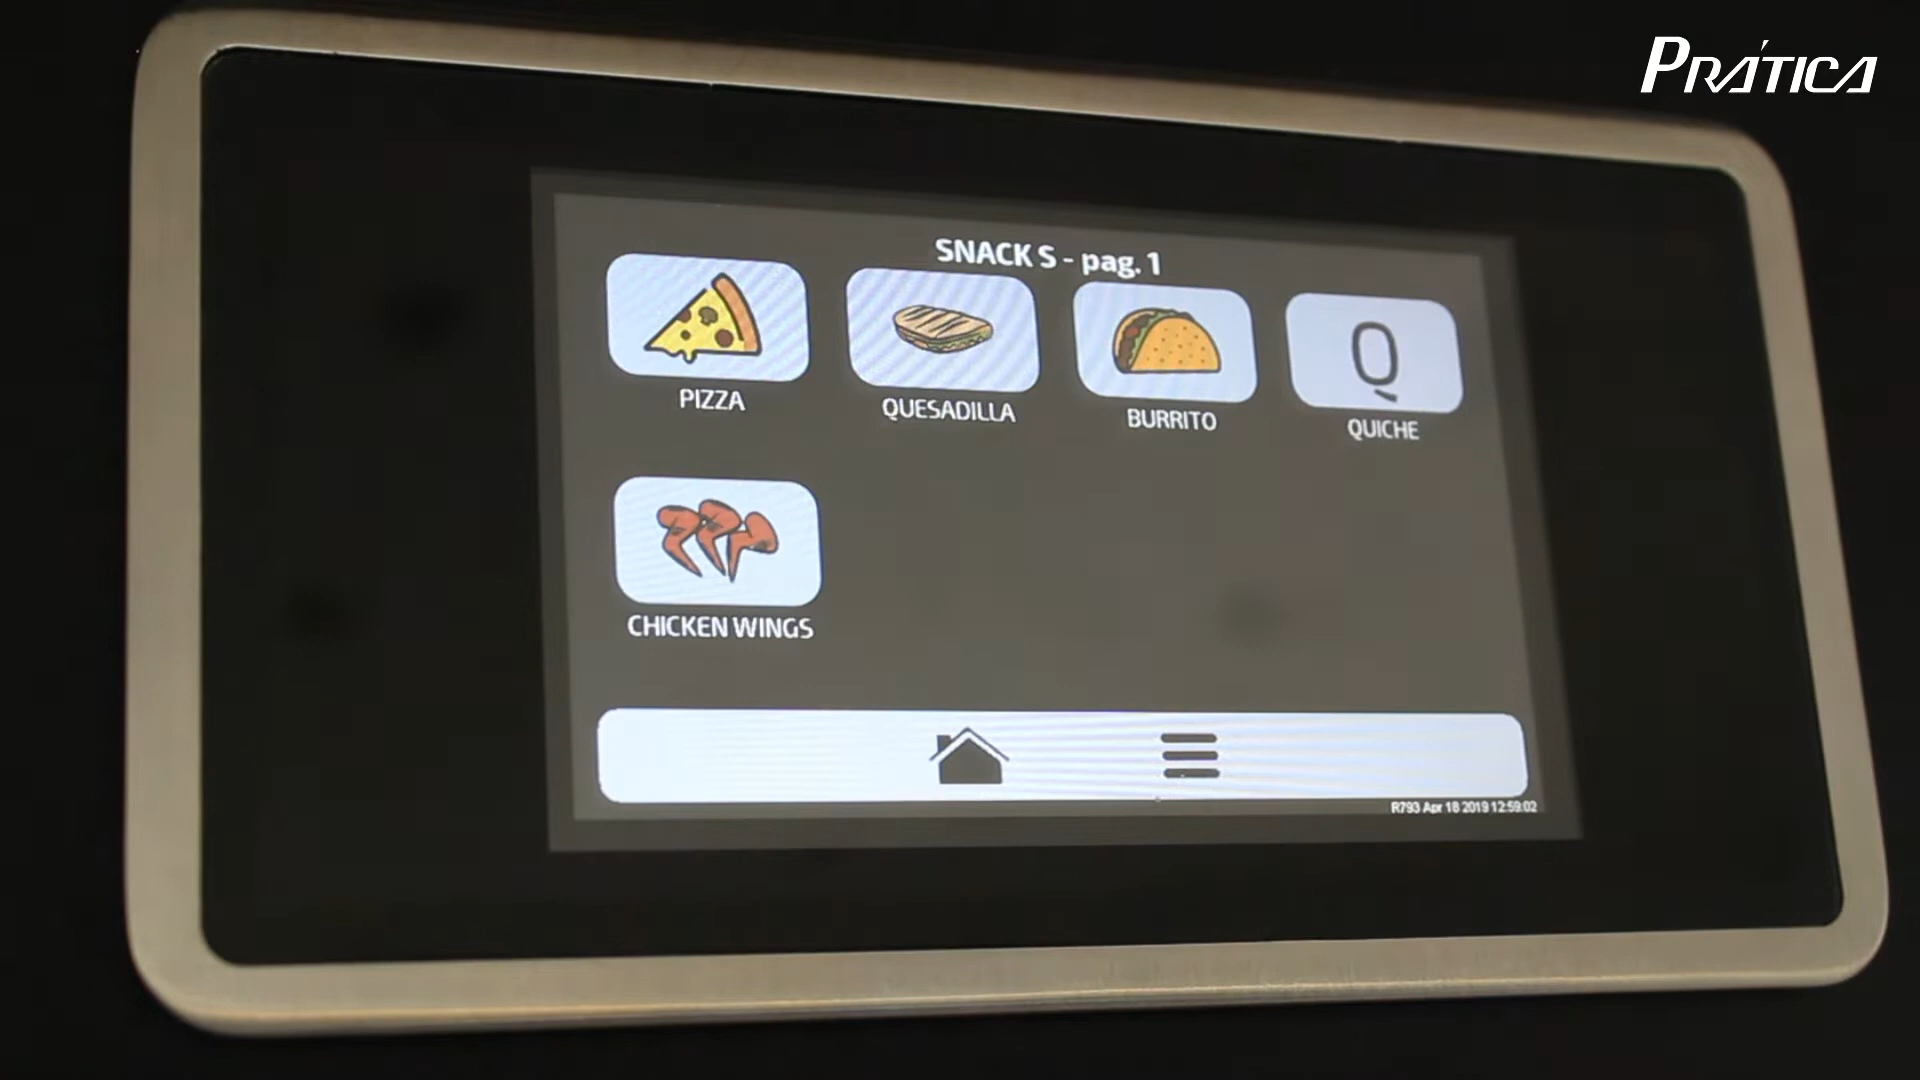 PRÁTICA
SNACK S - pag. 1
PIZZA
QUESADILLA
BURRITO
Q
QUICHE
CHICKEN WINGS
R793 Apr 18 2019 12:59:02